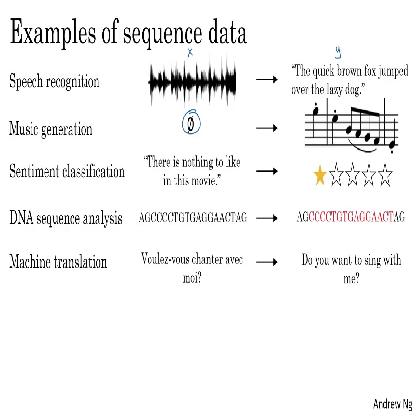 Examples of sequence data
x
y
Speech recognition
"The quick brown fox jumped
over the lazy dog."
Music generation
∅
Sentiment classification
"There is nothing to like
in this movie."
DNA sequence analysis
AGCCCCTGTGAGGAACTAG
AGCCCCTGTGAGGAACTAG
Machine translation
Voulez-vous chanter avec
moi?
Do you want to sing with
me?
Andrew Ng